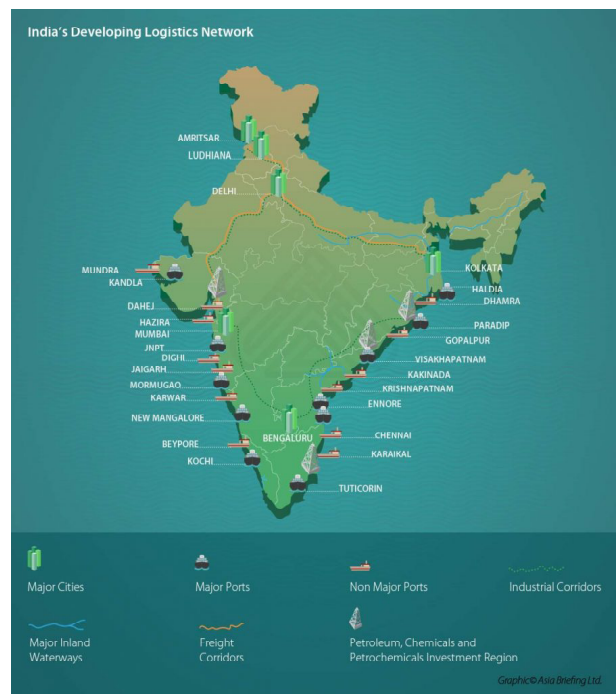 India's Developing Logistics Network
AMRITSAR
LUDHIANA
DELHI
KOLKATA
MUNDRA
KANDLA
HALDIA
DHAMRA
DAHEJ
HAZIRA
MUMBAI
PARADIP
GOPALPUR
JNPT
DIGHI
VISAKHAPATNAM
JAIGARH
KAKINADA
MORMUGAO
KRISHNAPATNAM
KARWAR
ENNORE
NEW MANGALORE
BENGALURU
CHENNAI
BEYPORE
KARAIKAL
KOCHI
TUTICORIN
Major Cities
Major Ports
Non Major Ports
Industrial Corridors
Major Inland
Waterways
Freight
Corridors
Petroleum, Chemicals and
Petrochemicals Investment Region
Graphic© Asia Briefing Ltd.